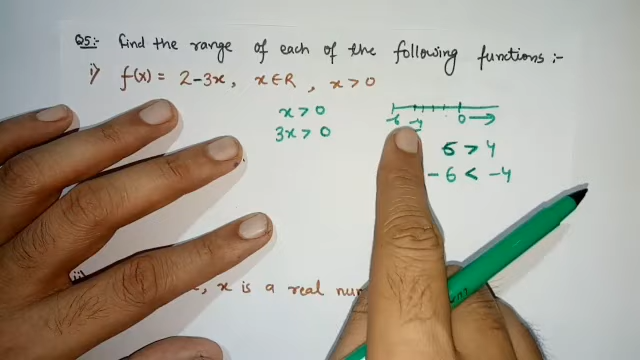 Q5:- Find the range of each of the following functions :-
i) f(x) = 2-3x, x∈R, x>0
x > 0
3x > 0
-6 -4 0
6 > 4
-6 < -4
, x is a real